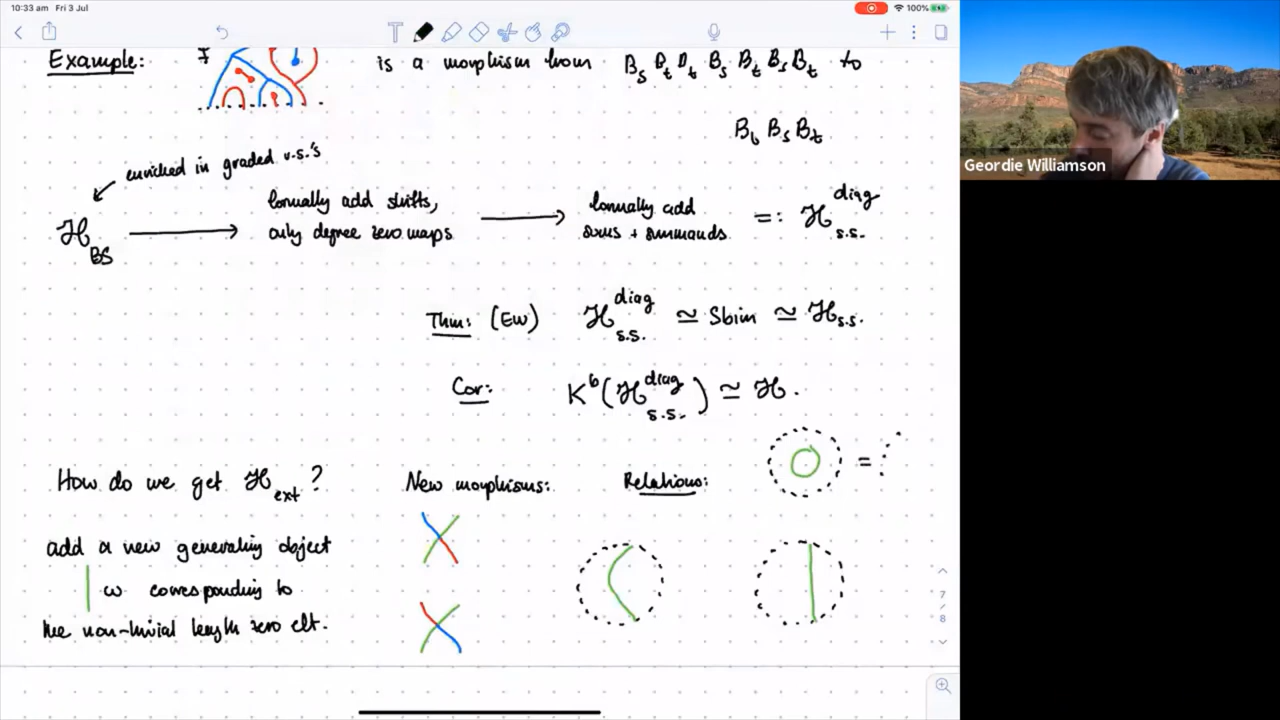 10:33 am Fri 3 Jul
100%
Example:
is a morphism from B_s B_t B_t B_s B_t B_s B_t to
B_t B_s B_t
enriched in graded v.s.'s
ℋ_BS → formally add shifts, only degree zero maps → formally add sums + summands =: ℋ^diag_s.s.
Thm: (EW) ℋ^diag_s.s. ≃ Sbim ≃ ℋ_s.s.
Cor: K^b(ℋ^diag_s.s.) ≃ ℋ.
How do we get ℋ_ext?
New morphisms:
Relations:
=
add a new generating object
ω corresponding to
the non-trivial length zero elt.
7
/
8
Geordie Williamson